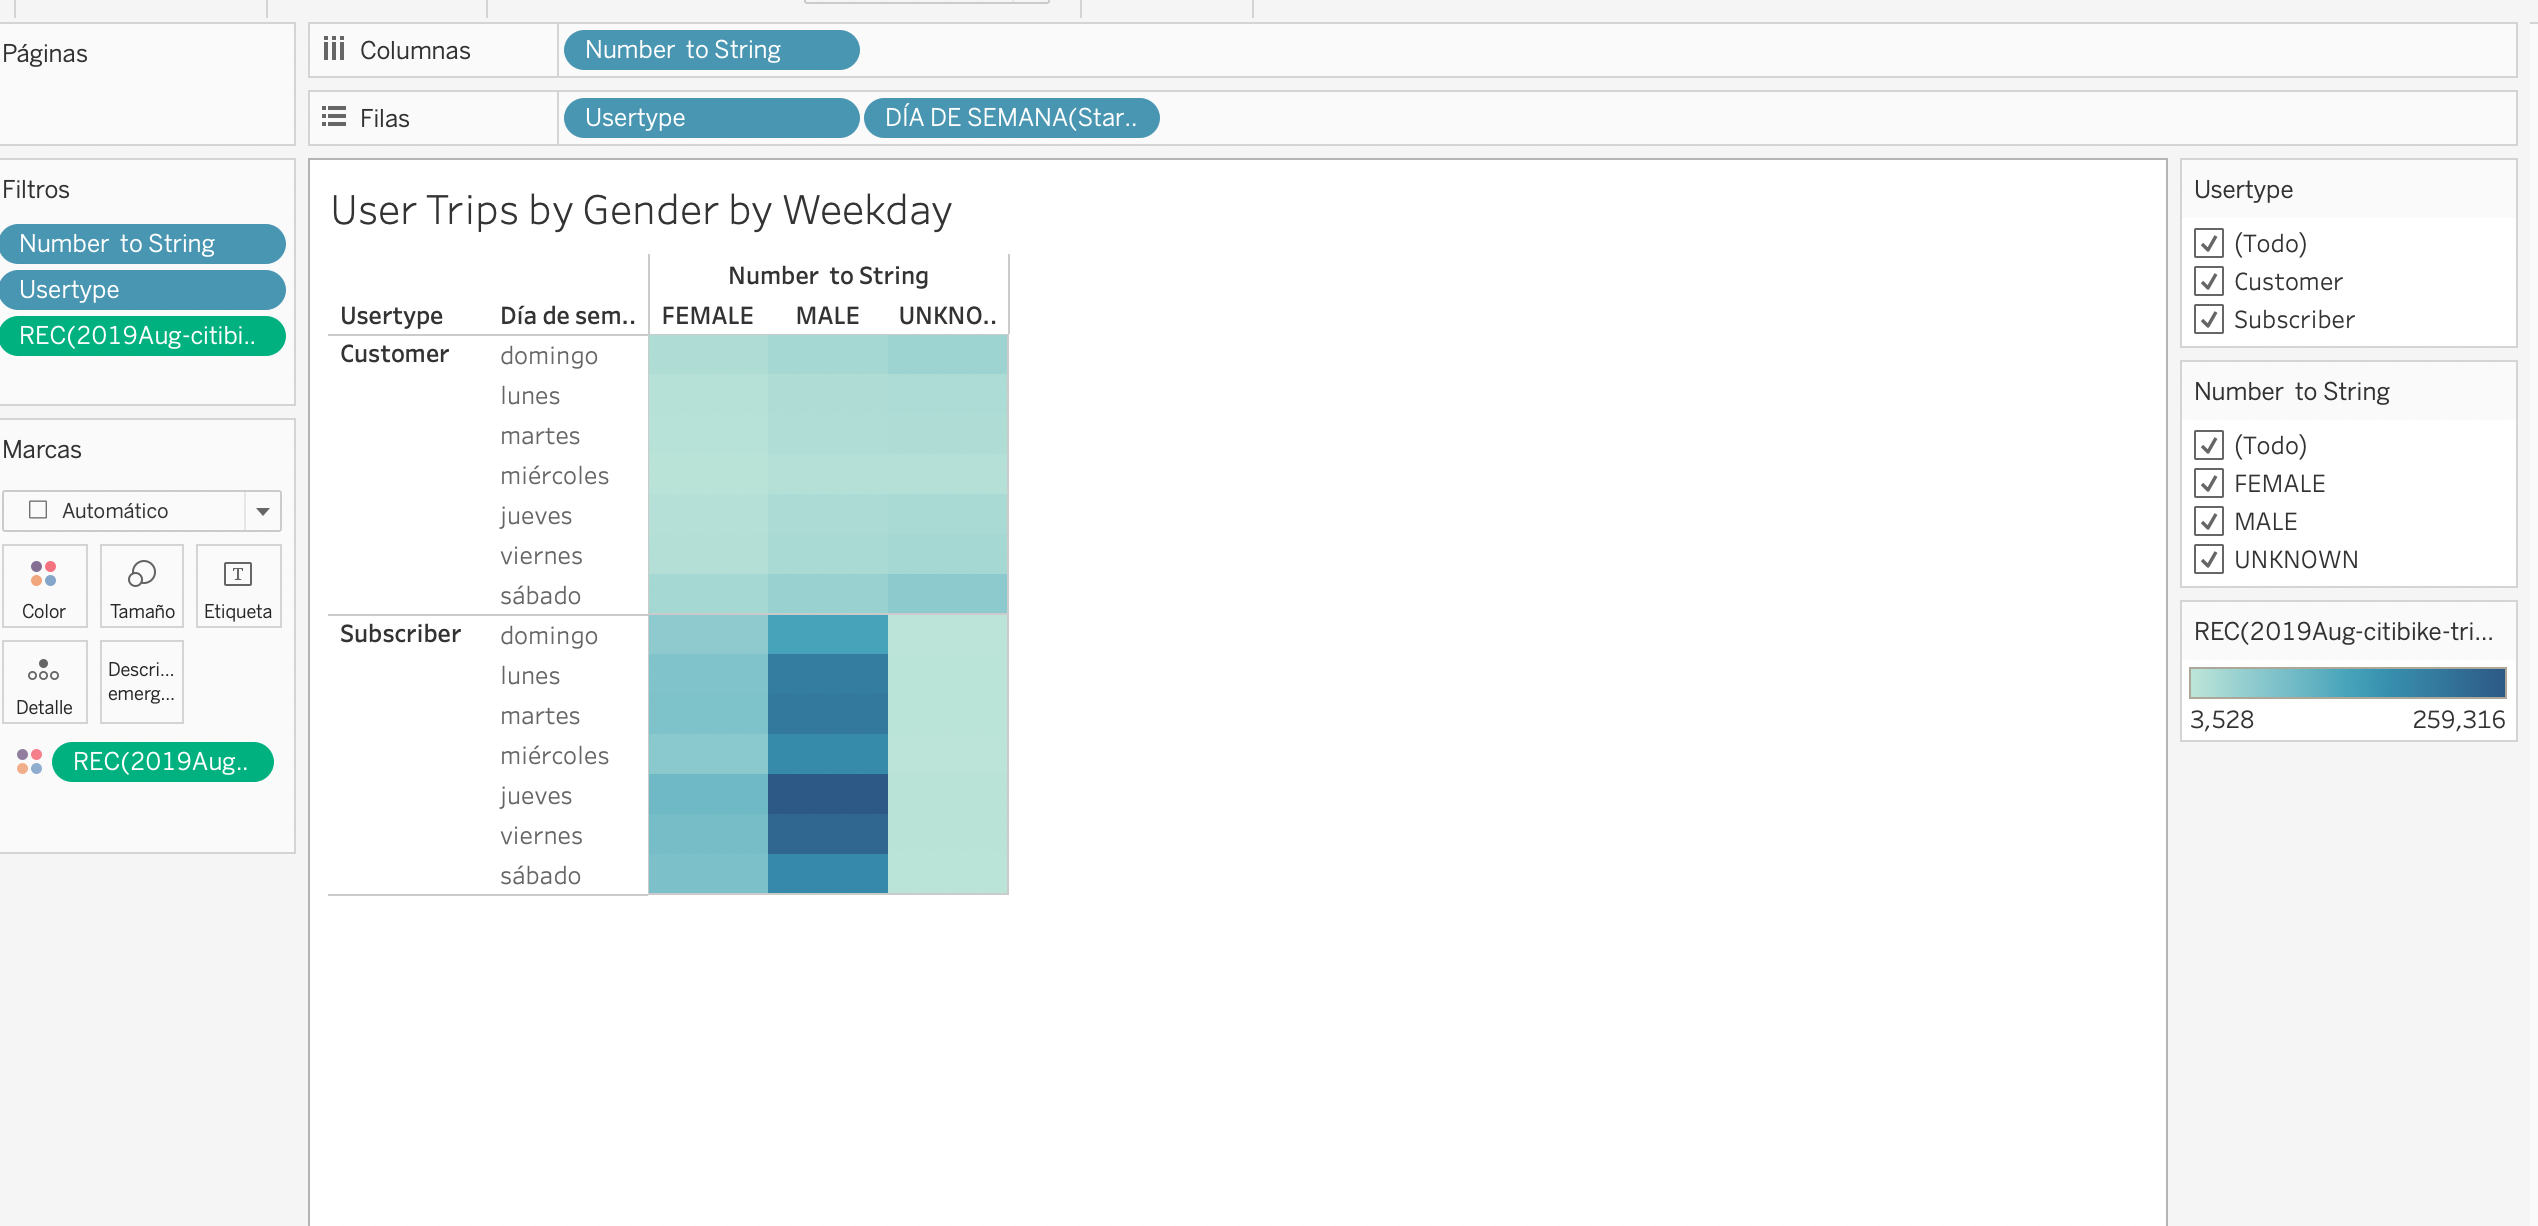 Páginas
Columnas
Number to String
Filas
Usertype
DÍA DE SEMANA(Star..
Filtros
Number to String
Usertype
REC(2019Aug-citibi..
Marcas
Automático
Color
Tamaño
Etiqueta
Detalle
Descri...
emerg...
REC(2019Aug..
User Trips by Gender by Weekday
Number to String
Usertype Día de sem.. FEMALE MALE UNKNO..
Customer domingo
lunes
martes
miércoles
jueves
viernes
sábado
Subscriber domingo
lunes
martes
miércoles
jueves
viernes
sábado
Usertype
(Todo)
Customer
Subscriber
Number to String
(Todo)
FEMALE
MALE
UNKNOWN
REC(2019Aug-citibike-tri...
3,528 259,316